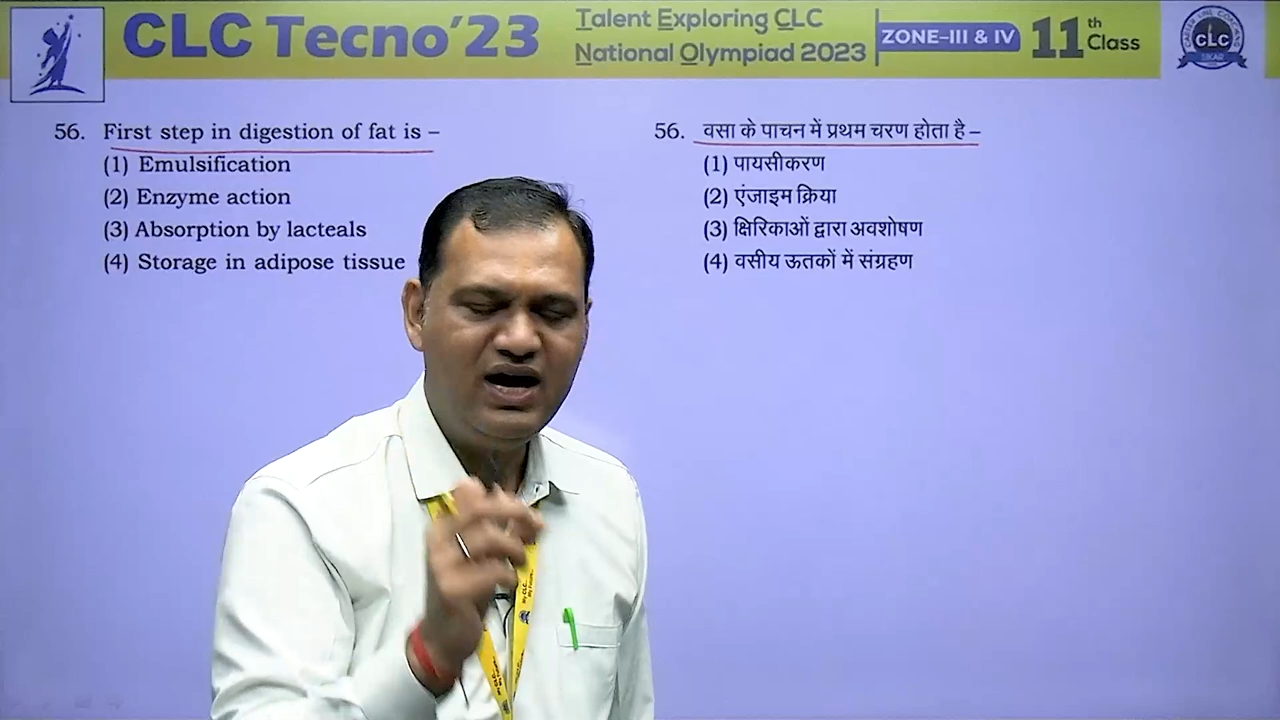 CLC Tecno’23
Talent Exploring CLC
National Olympiad 2023
ZONE–III & IV
11th Class
CLC
56. First step in digestion of fat is –
(1) Emulsification
(2) Enzyme action
(3) Absorption by lacteals
(4) Storage in adipose tissue
56. वसा के पाचन में प्रथम चरण होता है –
(1) पायसीकरण
(2) एंजाइम क्रिया
(3) क्षिरिकाओं द्वारा अवशोषण
(4) वसीय ऊतकों में संग्रहण